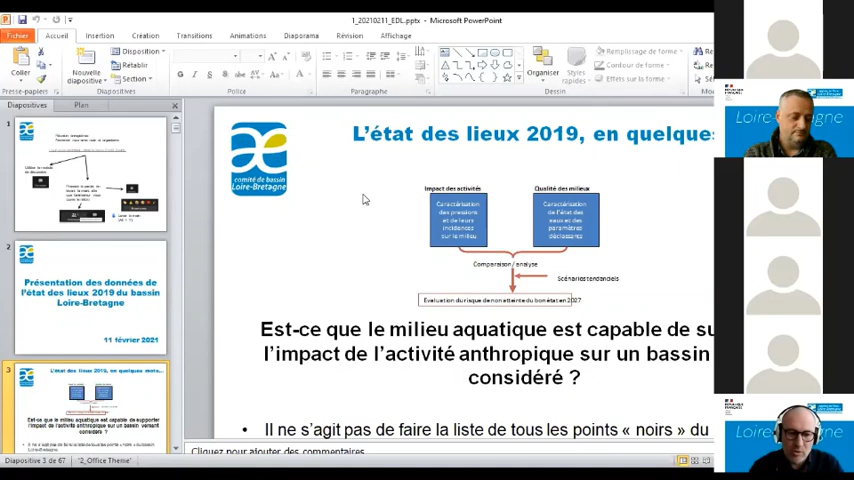 1_20210211_EDL.pptx - Microsoft PowerPoint
Fichier Accueil Insertion Création Transitions Animations Diaporama Révision Affichage
Coller
Nouvelle
diapositive
Disposition
Rétablir
Section
Organiser
Styles
rapides
Remplissage de forme
Contour de forme
Effets sur la forme
Presse-papiers
Diapositives
Police
Paragraphe
Dessin
Diapositives Plan
1
2
Présentation des données de
l'état des lieux 2019 du bassin
Loire-Bretagne
11 février 2021
3
L'état des lieux 2019, en quelques mots...
Est-ce que le milieu aquatique est capable de supporter
l'impact de l'activité anthropique sur un bassin versant
considéré ?
comité de bassin
Loire-Bretagne
L'état des lieux 2019, en quelques
Impact des activités
Qualité des milieux
Caractérisation
des pressions
et de leurs
incidences
sur le milieu
Caractérisation
de l'état des
eaux et des
paramètres
déclassants
Comparaison / analyse
Scénarios tendanciels
Evaluation du risque de non atteinte du bon état en 2027
Est-ce que le milieu aquatique est capable de su
l'impact de l'activité anthropique sur un bassin
considéré ?
• Il ne s'agit pas de faire la liste de tous les points « noirs » du
Cliquez pour ajouter des commentaires
Diapositive 3 de 67
"2_Office Theme"
Loire-Bretagne